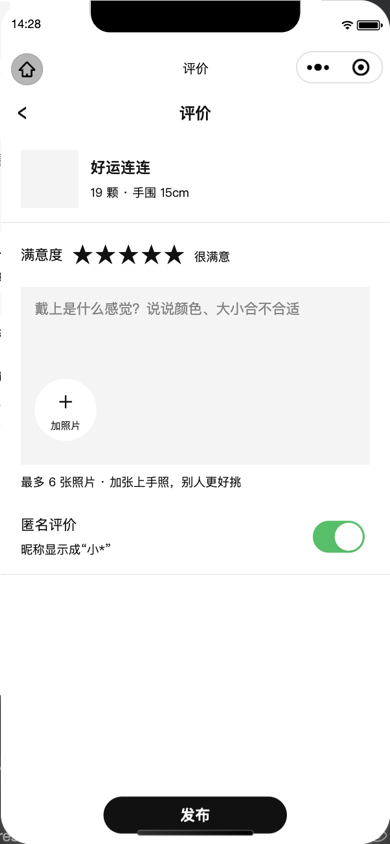 14:28
评价
< 评价
好运连连
19 颗 · 手围 15cm
满意度 ★★★★★ 很满意
戴上是什么感觉？说说颜色、大小合不合适
+
加照片
最多 6 张照片 · 加张上手照，别人更好挑
匿名评价
昵称显示成“小*”
发布